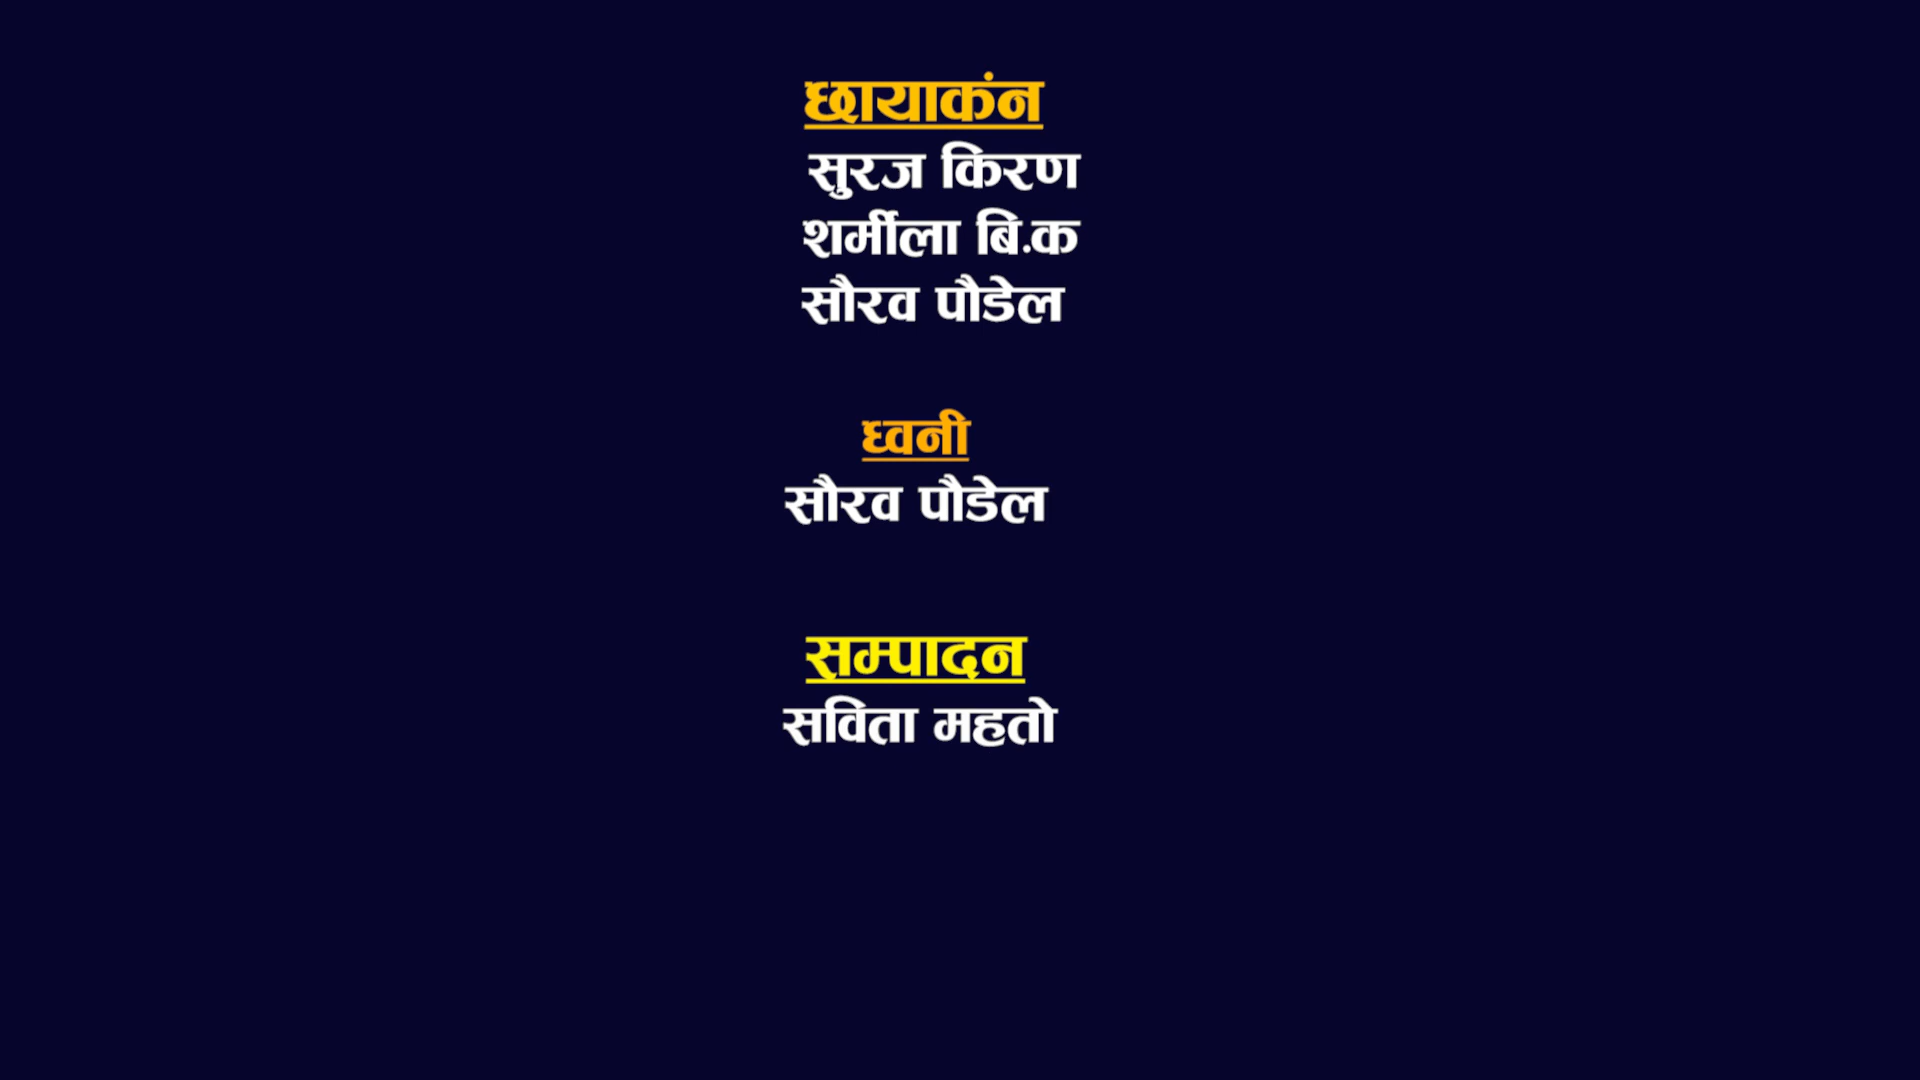 छायाकंन
सुरज किरण
शर्मीला बि.क
सौरव पौडेल
ध्वनी
सौरव पौडेल
सम्पादन
सविता महतो